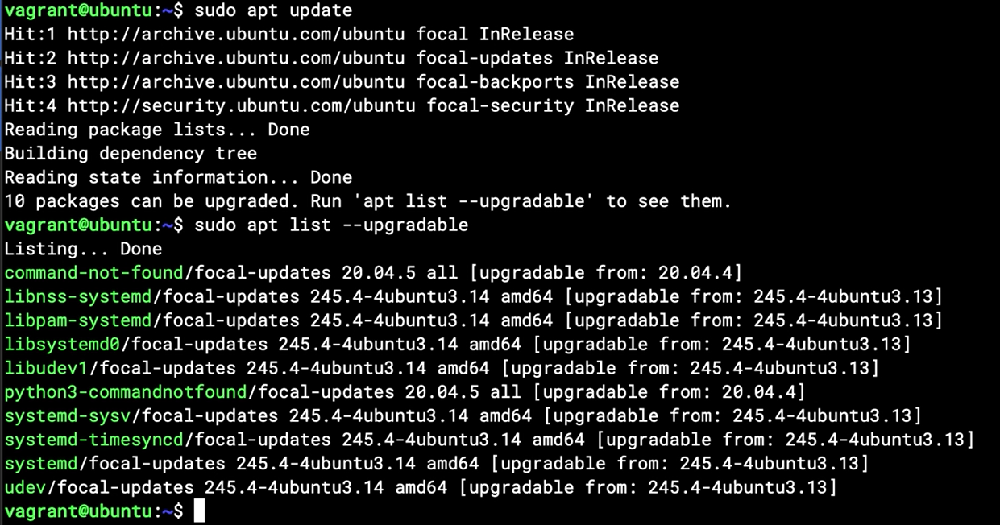 vagrant@ubuntu:~$ sudo apt update
Hit:1 http://archive.ubuntu.com/ubuntu focal InRelease
Hit:2 http://archive.ubuntu.com/ubuntu focal-updates InRelease
Hit:3 http://archive.ubuntu.com/ubuntu focal-backports InRelease
Hit:4 http://security.ubuntu.com/ubuntu focal-security InRelease
Reading package lists... Done
Building dependency tree
Reading state information... Done
10 packages can be upgraded. Run 'apt list --upgradable' to see them.
vagrant@ubuntu:~$ sudo apt list --upgradable
Listing... Done
command-not-found/focal-updates 20.04.5 all [upgradable from: 20.04.4]
libnss-systemd/focal-updates 245.4-4ubuntu3.14 amd64 [upgradable from: 245.4-4ubuntu3.13]
libpam-systemd/focal-updates 245.4-4ubuntu3.14 amd64 [upgradable from: 245.4-4ubuntu3.13]
libsystemd0/focal-updates 245.4-4ubuntu3.14 amd64 [upgradable from: 245.4-4ubuntu3.13]
libudev1/focal-updates 245.4-4ubuntu3.14 amd64 [upgradable from: 245.4-4ubuntu3.13]
python3-commandnotfound/focal-updates 20.04.5 all [upgradable from: 20.04.4]
systemd-sysv/focal-updates 245.4-4ubuntu3.14 amd64 [upgradable from: 245.4-4ubuntu3.13]
systemd-timesyncd/focal-updates 245.4-4ubuntu3.14 amd64 [upgradable from: 245.4-4ubuntu3.13]
systemd/focal-updates 245.4-4ubuntu3.14 amd64 [upgradable from: 245.4-4ubuntu3.13]
udev/focal-updates 245.4-4ubuntu3.14 amd64 [upgradable from: 245.4-4ubuntu3.13]
vagrant@ubuntu:~$